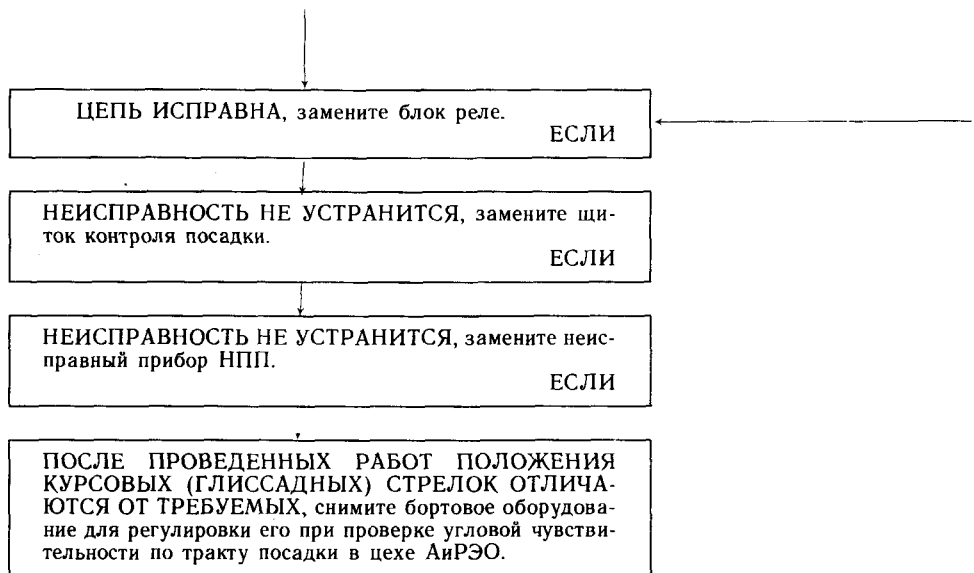 ЦЕПЬ ИСПРАВНА, замените блок реле.
ЕСЛИ
НЕИСПРАВНОСТЬ НЕ УСТРАНИТСЯ, замените щи-
ток контроля посадки.
ЕСЛИ
НЕИСПРАВНОСТЬ НЕ УСТРАНИТСЯ, замените неис-
правный прибор НПП.
ЕСЛИ
ПОСЛЕ ПРОВЕДЕННЫХ РАБОТ ПОЛОЖЕНИЯ
КУРСОВЫХ (ГЛИССАДНЫХ) СТРЕЛОК ОТЛИЧА-
ЮТСЯ ОТ ТРЕБУЕМЫХ, снимите бортовое оборудова-
ние для регулировки его при проверке угловой чувстви-
тельности по тракту посадки в цехе АиРЭО.